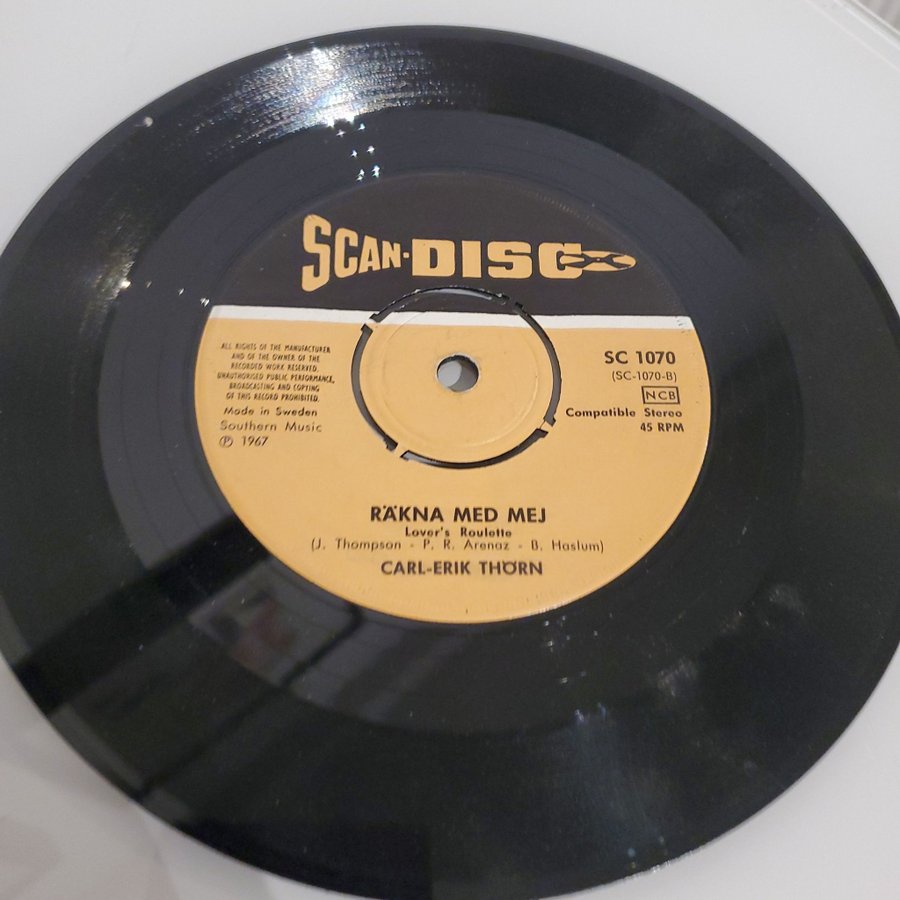 SCAN-DISC
ALL RIGHTS OF THE MANUFACTURER
AND OF THE OWNER OF THE
RECORDED WORK RESERVED.
UNAUTHORISED PUBLIC PERFORMANCE,
BROADCASTING AND COPYING
OF THIS RECORD PROHIBITED.
Made in Sweden
Southern Music
Ⓟ 1967
SC 1070
(SC-1070-B)
NCB
Compatible Stereo
45 RPM
RÄKNA MED MEJ
Lover's Roulette
(J. Thompson - P. R. Arenaz - B. Haslum)
CARL-ERIK THÖRN